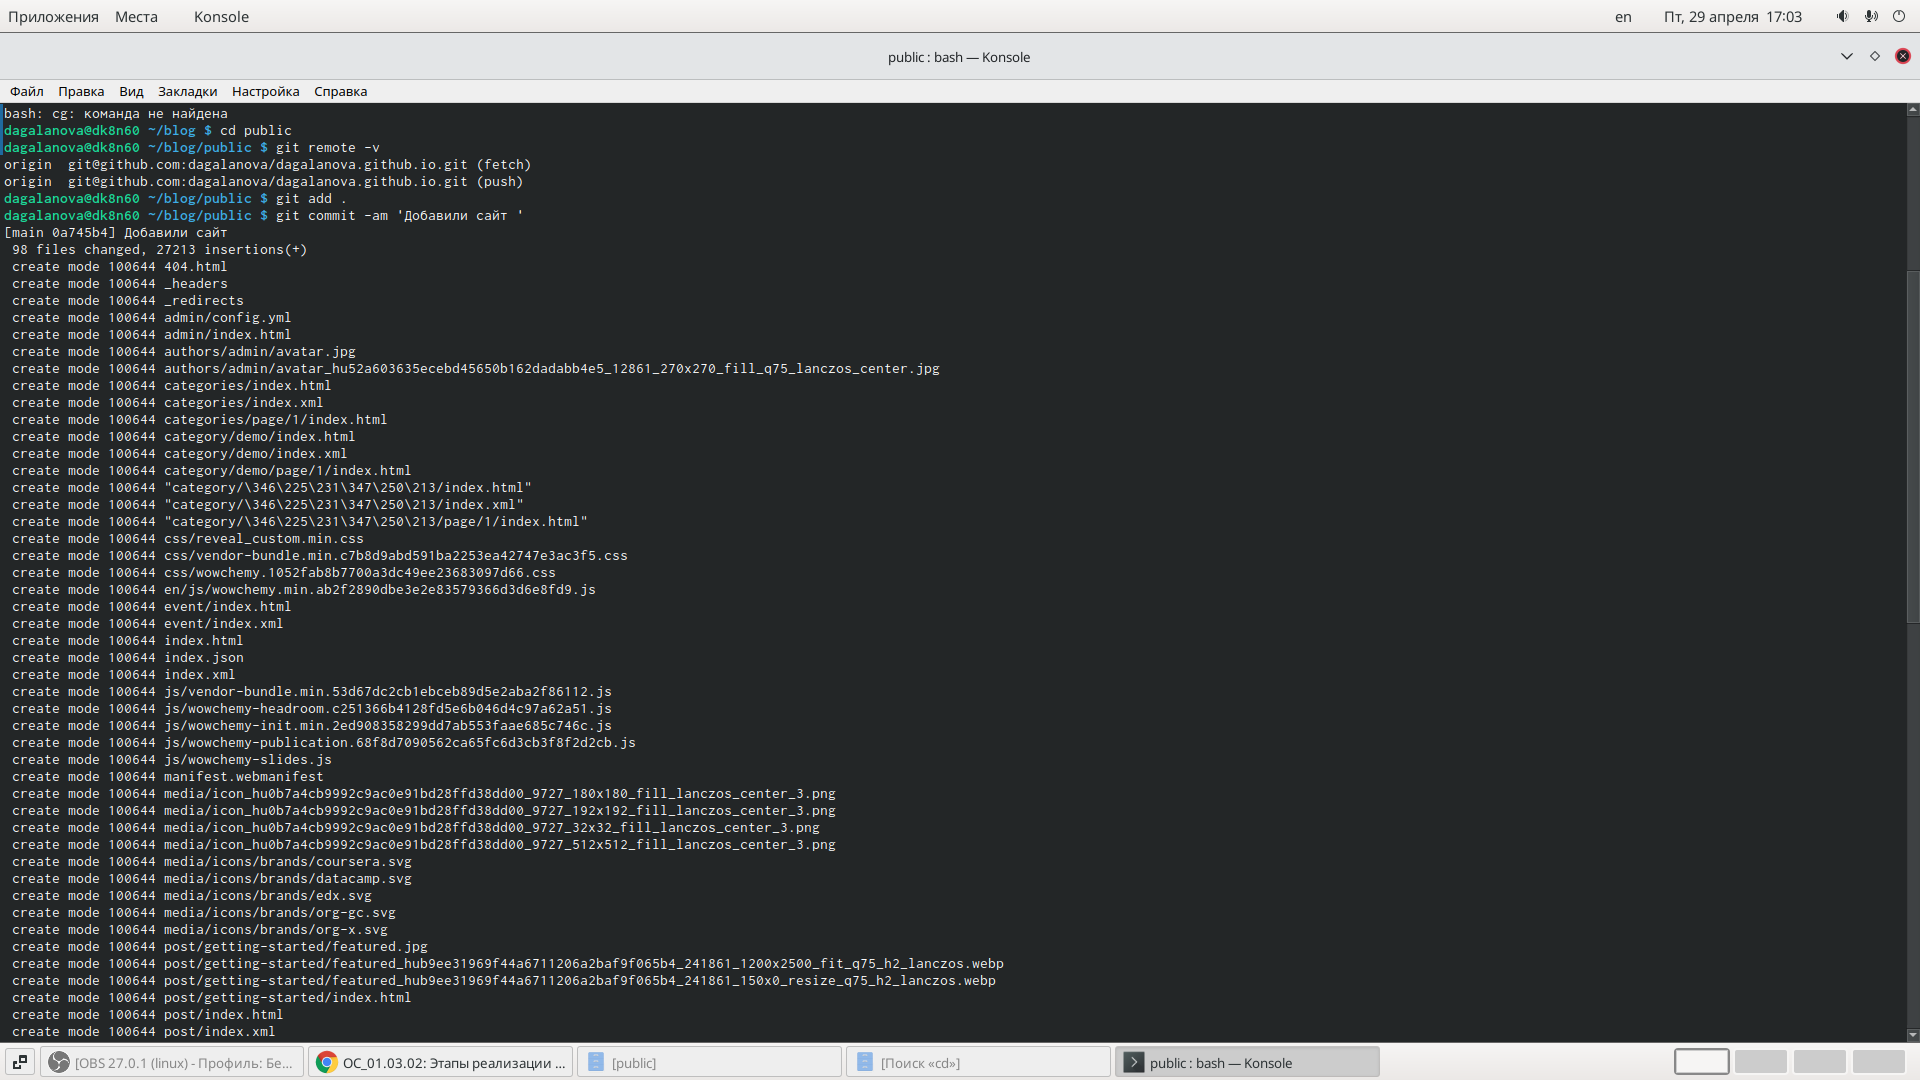 Приложения Места Konsole en Пт, 29 апреля 17:03
public : bash — Konsole
Файл Правка Вид Закладки Настройка Справка
bash: cg: команда не найдена
dagalanova@dk8n60 ~/blog $ cd public
dagalanova@dk8n60 ~/blog/public $ git remote -v
origin  git@github.com:dagalanova/dagalanova.github.io.git (fetch)
origin  git@github.com:dagalanova/dagalanova.github.io.git (push)
dagalanova@dk8n60 ~/blog/public $ git add .
dagalanova@dk8n60 ~/blog/public $ git commit -am 'Добавили сайт '
[main 0a745b4] Добавили сайт
 98 files changed, 27213 insertions(+)
 create mode 100644 404.html
 create mode 100644 _headers
 create mode 100644 _redirects
 create mode 100644 admin/config.yml
 create mode 100644 admin/index.html
 create mode 100644 authors/admin/avatar.jpg
 create mode 100644 authors/admin/avatar_hu52a603635ecebd45650b162dadabb4e5_12861_270x270_fill_q75_lanczos_center.jpg
 create mode 100644 categories/index.html
 create mode 100644 categories/index.xml
 create mode 100644 categories/page/1/index.html
 create mode 100644 category/demo/index.html
 create mode 100644 category/demo/index.xml
 create mode 100644 category/demo/page/1/index.html
 create mode 100644 "category/\346\225\231\347\250\213/index.html"
 create mode 100644 "category/\346\225\231\347\250\213/index.xml"
 create mode 100644 "category/\346\225\231\347\250\213/page/1/index.html"
 create mode 100644 css/reveal_custom.min.css
 create mode 100644 css/vendor-bundle.min.c7b8d9abd591ba2253ea42747e3ac3f5.css
 create mode 100644 css/wowchemy.1052fab8b7700a3dc49ee23683097d66.css
 create mode 100644 en/js/wowchemy.min.ab2f2890dbe3e2e83579366d3d6e8fd9.js
 create mode 100644 event/index.html
 create mode 100644 event/index.xml
 create mode 100644 index.html
 create mode 100644 index.json
 create mode 100644 index.xml
 create mode 100644 js/vendor-bundle.min.53d67dc2cb1ebceb89d5e2aba2f86112.js
 create mode 100644 js/wowchemy-headroom.c251366b4128fd5e6b046d4c97a62a51.js
 create mode 100644 js/wowchemy-init.min.2ed908358299dd7ab553faae685c746c.js
 create mode 100644 js/wowchemy-publication.68f8d7090562ca65fc6d3cb3f8f2d2cb.js
 create mode 100644 js/wowchemy-slides.js
 create mode 100644 manifest.webmanifest
 create mode 100644 media/icon_hu0b7a4cb9992c9ac0e91bd28ffd38dd00_9727_180x180_fill_lanczos_center_3.png
 create mode 100644 media/icon_hu0b7a4cb9992c9ac0e91bd28ffd38dd00_9727_192x192_fill_lanczos_center_3.png
 create mode 100644 media/icon_hu0b7a4cb9992c9ac0e91bd28ffd38dd00_9727_32x32_fill_lanczos_center_3.png
 create mode 100644 media/icon_hu0b7a4cb9992c9ac0e91bd28ffd38dd00_9727_512x512_fill_lanczos_center_3.png
 create mode 100644 media/icons/brands/coursera.svg
 create mode 100644 media/icons/brands/datacamp.svg
 create mode 100644 media/icons/brands/edx.svg
 create mode 100644 media/icons/brands/org-gc.svg
 create mode 100644 media/icons/brands/org-x.svg
 create mode 100644 post/getting-started/featured.jpg
 create mode 100644 post/getting-started/featured_hub9ee31969f44a6711206a2baf9f065b4_241861_1200x2500_fit_q75_h2_lanczos.webp
 create mode 100644 post/getting-started/featured_hub9ee31969f44a6711206a2baf9f065b4_241861_150x0_resize_q75_h2_lanczos.webp
 create mode 100644 post/getting-started/index.html
 create mode 100644 post/index.html
 create mode 100644 post/index.xml
[OBS 27.0.1 (linux) - Профиль: Бе... ОС_01.03.02: Этапы реализации ... [public] [Поиск «cd»] public : bash — Konsole